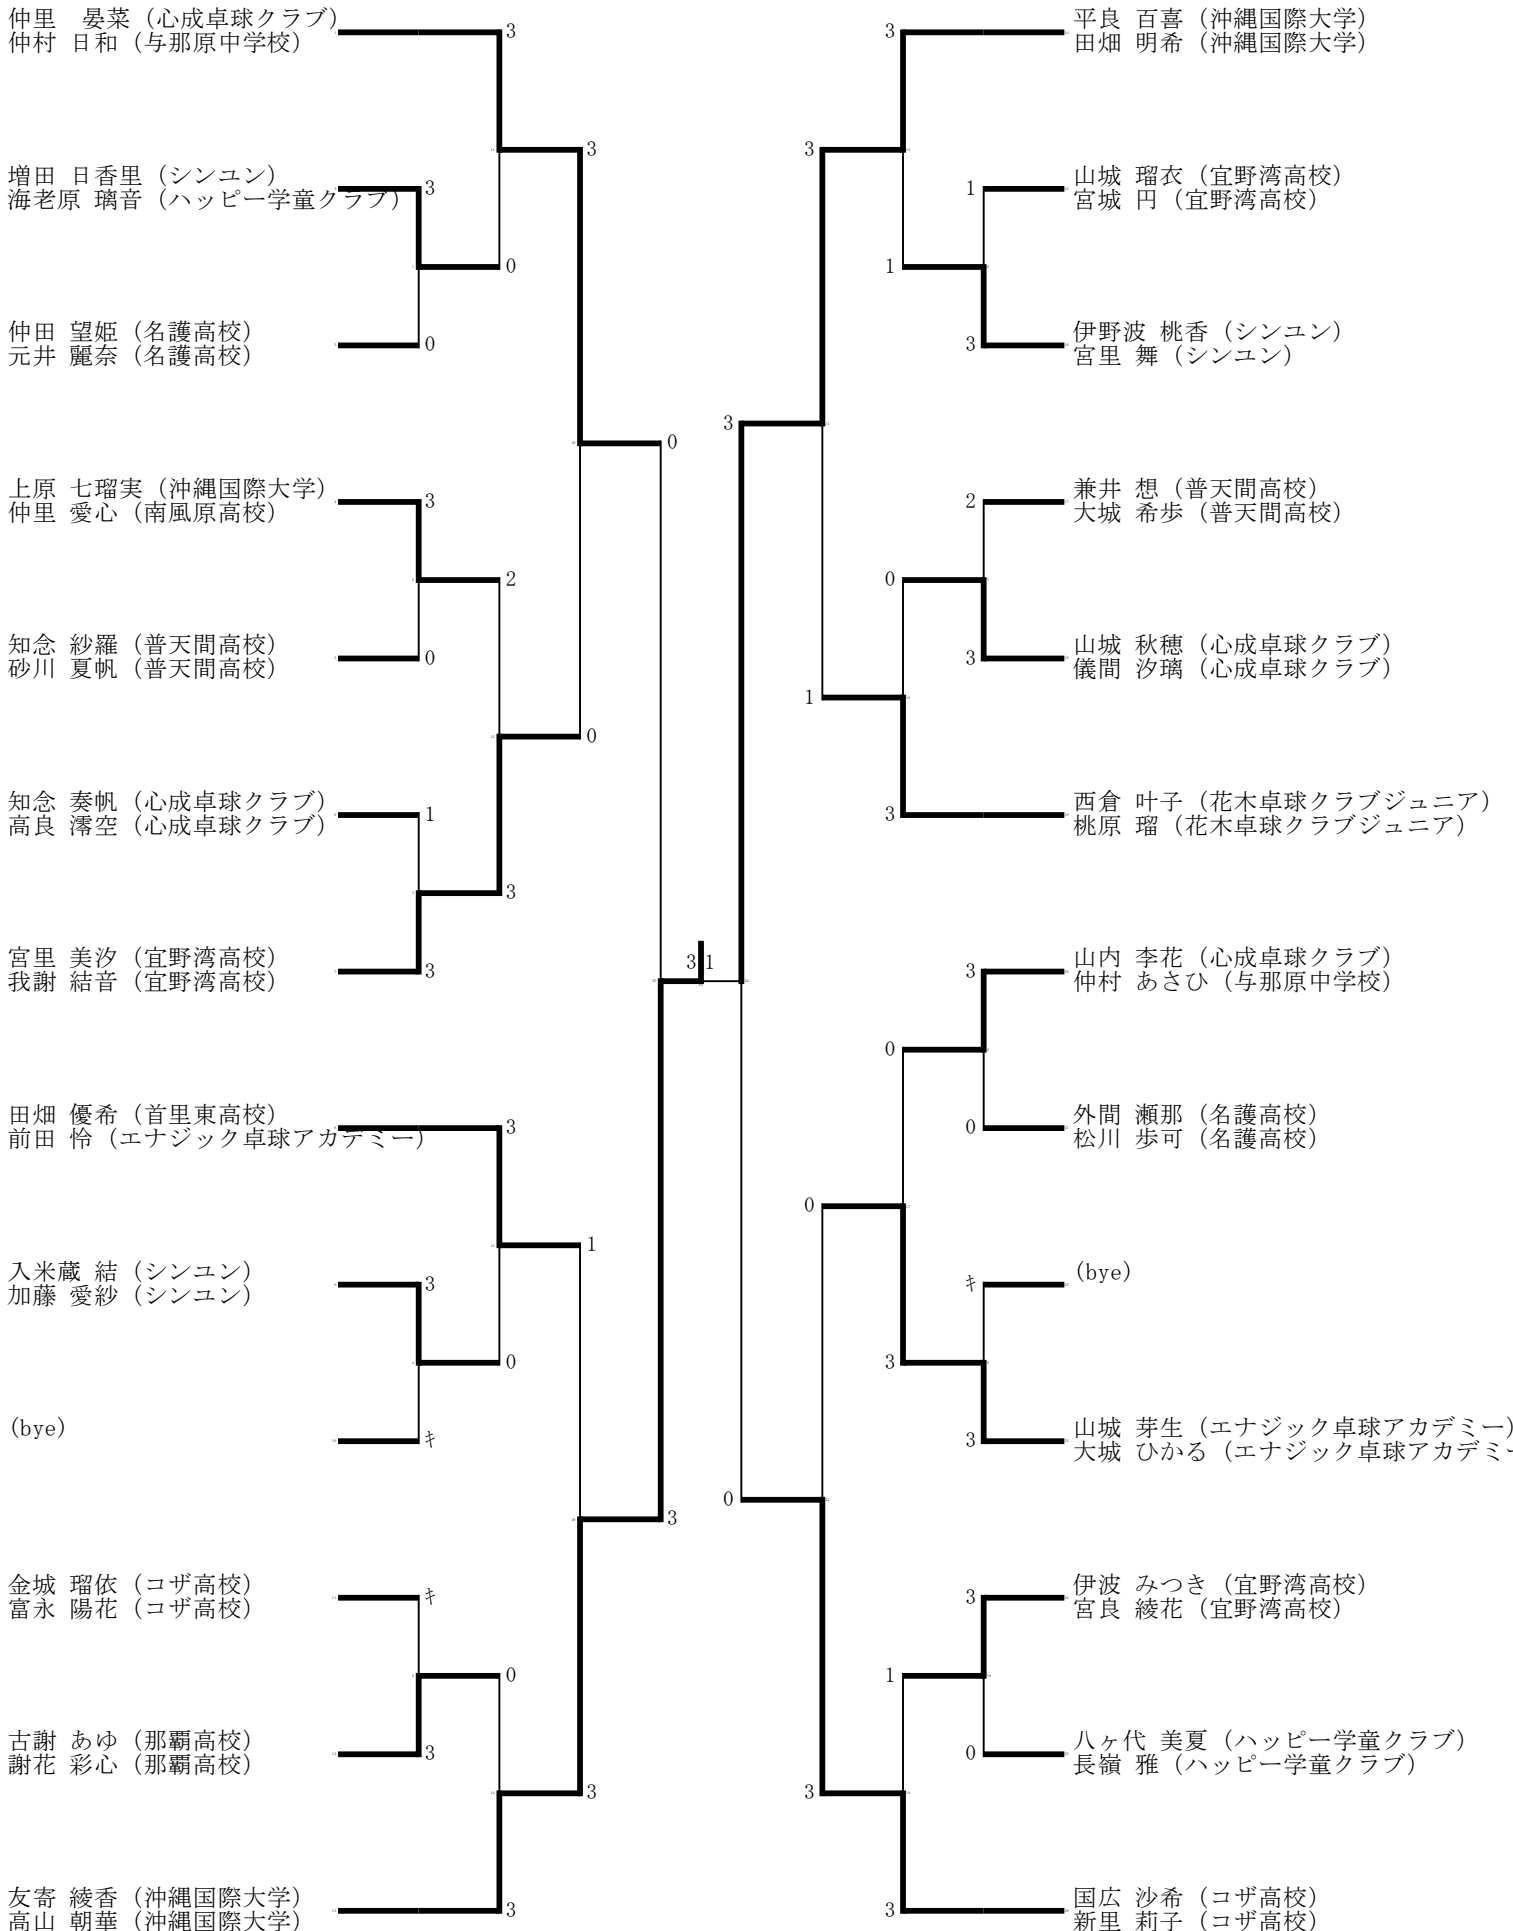 仲里　晏菜（心成卓球クラブ）
仲村 日和（与那原中学校）
3
3
増田 日香里（シンユン）
海老原 璃音（ハッピー学童クラブ）
3
0
仲田 望姫（名護高校）
元井 麗奈（名護高校）
0
0
上原 七瑠実（沖縄国際大学）
仲里 愛心（南風原高校）
3
2
知念 紗羅（普天間高校）
砂川 夏帆（普天間高校）
0
0
知念 奏帆（心成卓球クラブ）
高良 澪空（心成卓球クラブ）
1
3
宮里 美汐（宜野湾高校）
我謝 結音（宜野湾高校）
3
3 1
田畑 優希（首里東高校）
前田 怜（エナジック卓球アカデミー）
3
1
入米蔵 結（シンユン）
加藤 愛紗（シンユン）
3
0
(bye)
キ
3
金城 瑠依（コザ高校）
富永 陽花（コザ高校）
キ
0
古謝 あゆ（那覇高校）
謝花 彩心（那覇高校）
3
3
友寄 綾香（沖縄国際大学）
高山 朝華（沖縄国際大学）
3
3
平良 百喜（沖縄国際大学）
田畑 明希（沖縄国際大学）
3
1
山城 瑠衣（宜野湾高校）
宮城 円（宜野湾高校）
1
3
伊野波 桃香（シンユン）
宮里 舞（シンユン）
3
2
兼井 想（普天間高校）
大城 希歩（普天間高校）
0
3
山城 秋穂（心成卓球クラブ）
儀間 汐璃（心成卓球クラブ）
1
3
西倉 叶子（花木卓球クラブジュニア）
桃原 瑠（花木卓球クラブジュニア）
3
山内 李花（心成卓球クラブ）
仲村 あさひ（与那原中学校）
0
0
外間 瀬那（名護高校）
松川 歩可（名護高校）
0
キ
(bye)
3
3
山城 芽生（エナジック卓球アカデミー）
大城 ひかる（エナジック卓球アカデミー
0
3
伊波 みつき（宜野湾高校）
宮良 綾花（宜野湾高校）
1
0
八ヶ代 美夏（ハッピー学童クラブ）
長嶺 雅（ハッピー学童クラブ）
3
3
国広 沙希（コザ高校）
新里 莉子（コザ高校）